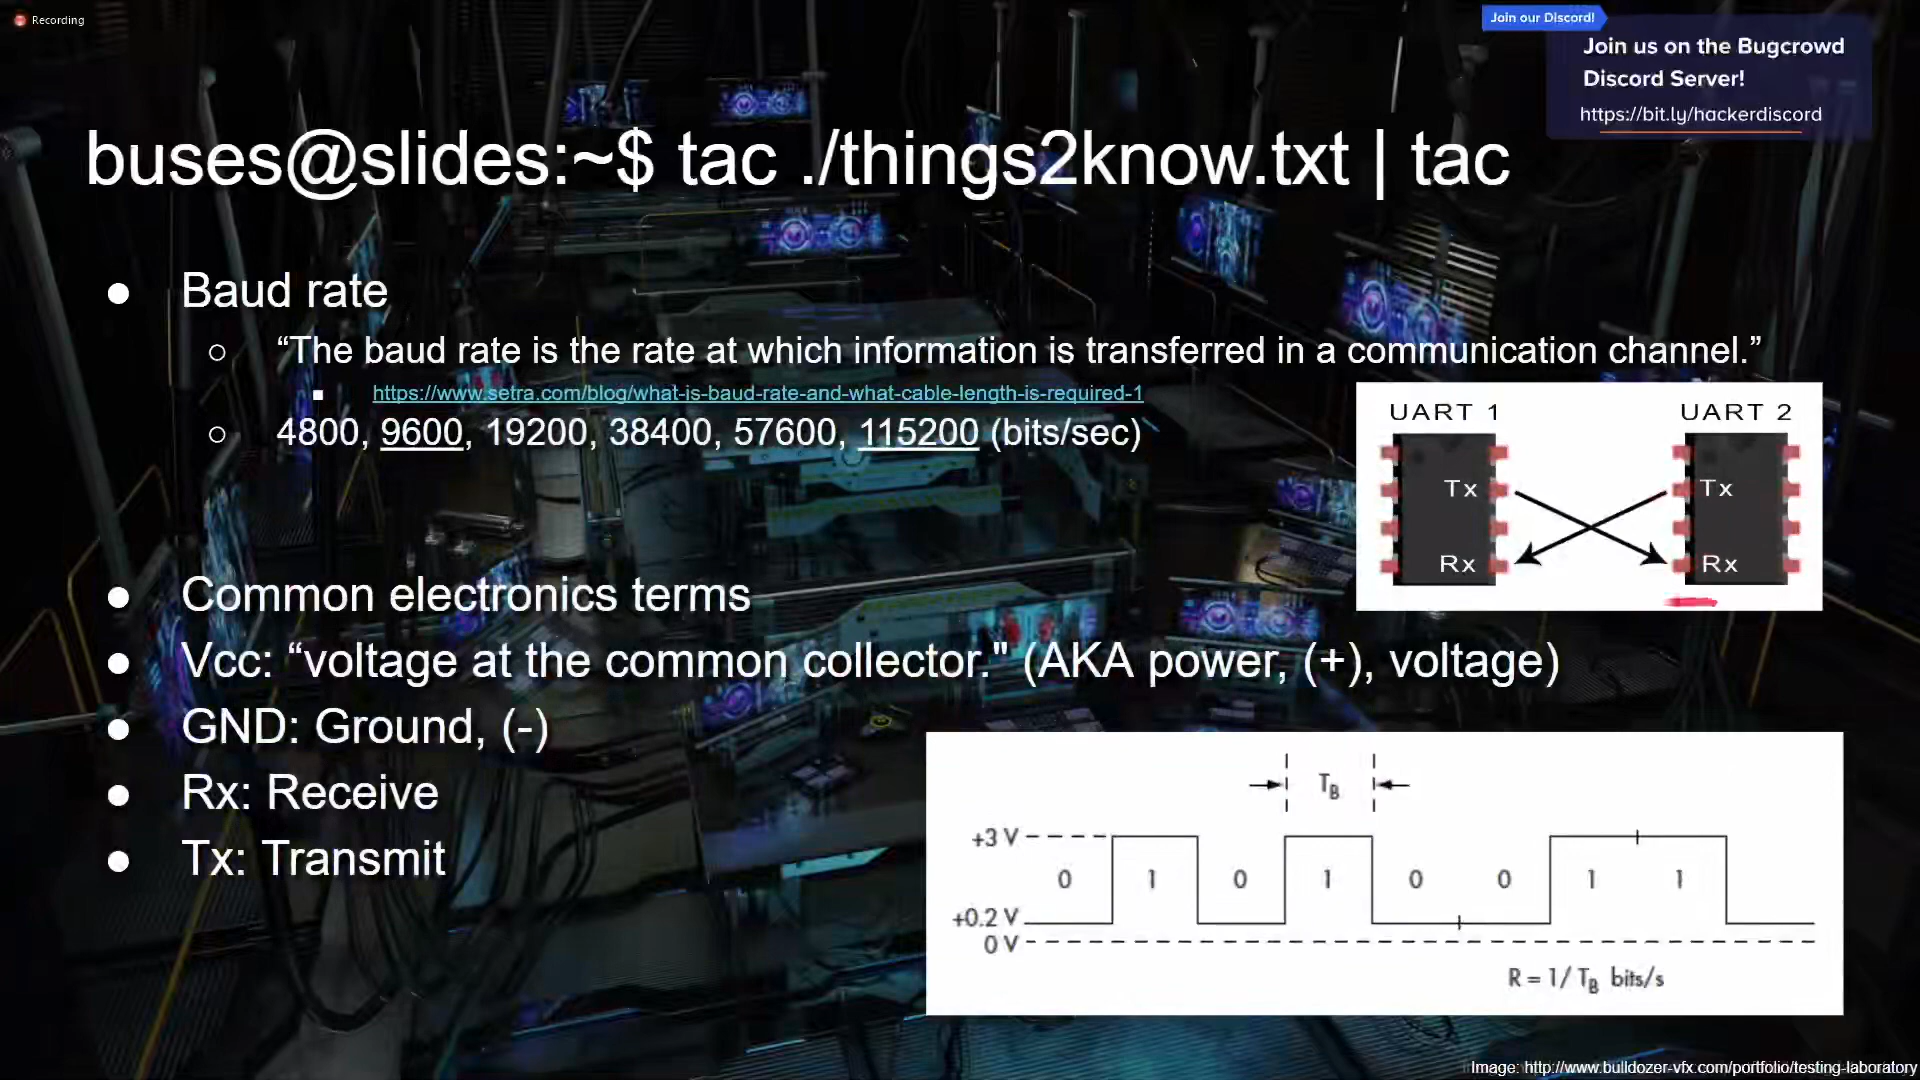 Recording
Join our Discord!
Join us on the Bugcrowd
Discord Server!
https://bit.ly/hackerdiscord
buses@slides:~$ tac ./things2know.txt | tac
● Baud rate
○ “The baud rate is the rate at which information is transferred in a communication channel.”
■ https://www.setra.com/blog/what-is-baud-rate-and-what-cable-length-is-required-1
○ 4800, 9600, 19200, 38400, 57600, 115200 (bits/sec)
UART 1 UART 2
Tx Tx
Rx Rx
● Common electronics terms
● Vcc: “voltage at the common collector." (AKA power, (+), voltage)
● GND: Ground, (-)
● Rx: Receive
● Tx: Transmit
TB
+3 V
0 1 0 1 0 0 1 1
+0.2 V
0 V
R = 1/ TB bits/s
Image: http://www.bulldozer-vfx.com/portfolio/testing-laboratory